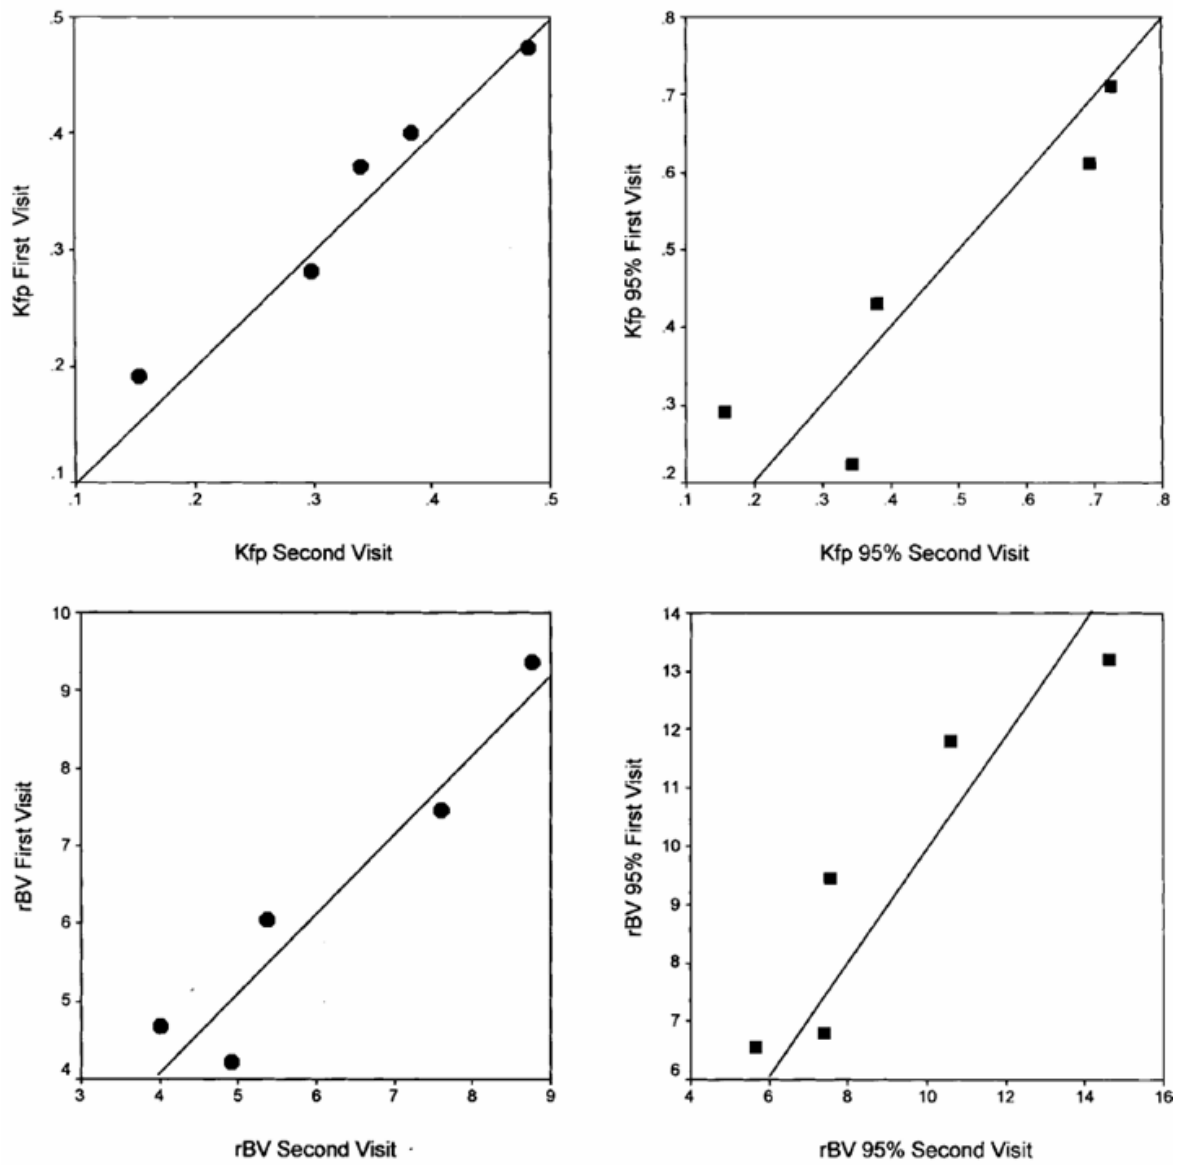 .5
.4
.3
.2
.1
.1 .2 .3 .4 .5
Kfp First Visit
Kfp Second Visit
.8
.7
.6
.5
.4
.3
.2
.1 .2 .3 .4 .5 .6 .7 .8
Kfp 95% First Visit
Kfp 95% Second Visit
10
9
8
7
6
5
4
3 4 5 6 7 8 9
rBV First Visit
rBV Second Visit
14
13
12
11
10
9
8
7
6
4 6 8 10 12 14 16
rBV 95% First Visit
rBV 95% Second Visit